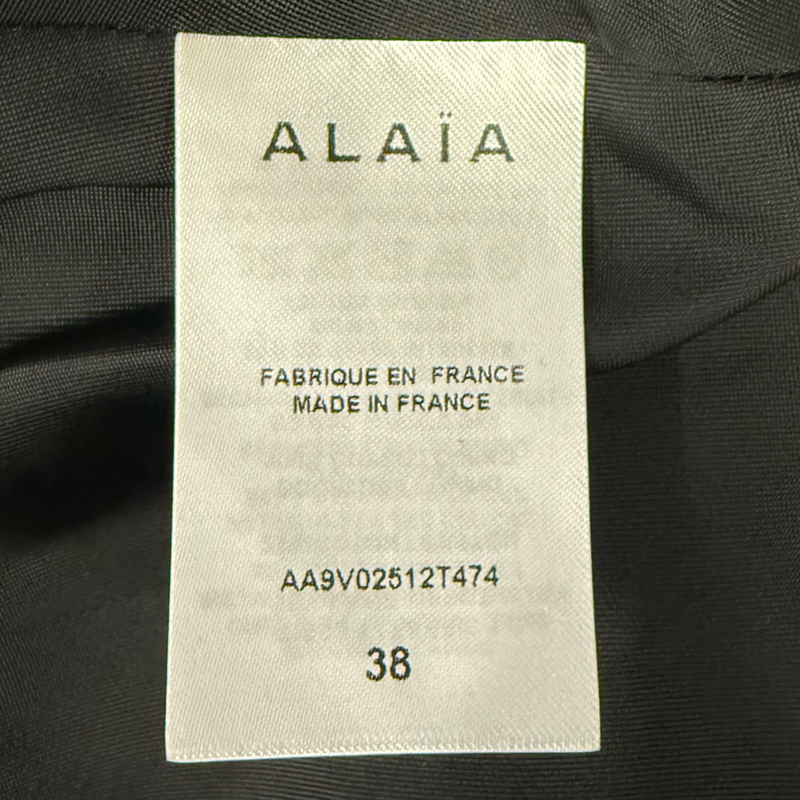 ALAÏA
FABRIQUE EN FRANCE
MADE IN FRANCE
AA9V02512T474
38